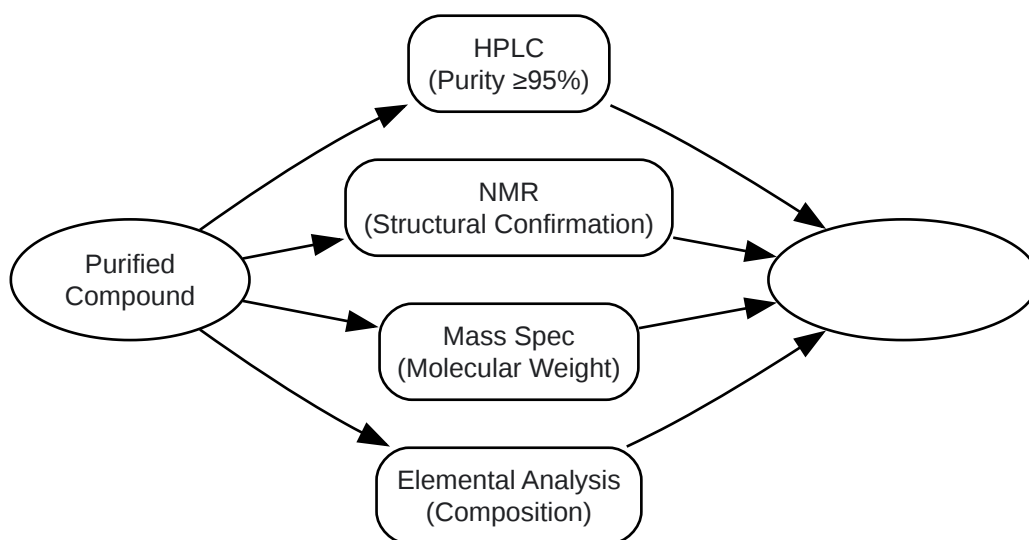 HPLC
(Purity ≥95%)
NMR
(Structural Confirmation)
Purified
Compound
Mass Spec
(Molecular Weight)
Elemental Analysis
(Composition)